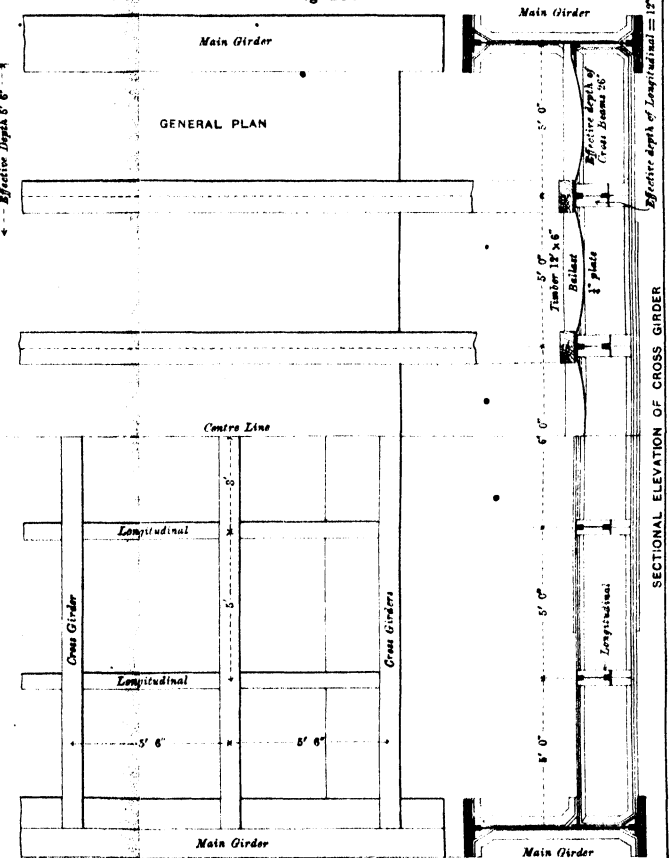 Main Girder
Main Girder
Effective Depth 5' 6"
GENERAL PLAN
5' 0"
Effective depth of
Cross Beams 26"
Effective depth of Longitudinal = 12"
5' 0"
Timber 12" x 6"
Ballast
¼" plate
Centre Line
6' 0"
3'
Longitudinal
Cross Girder
5'
Cross Girders
5' 0"
Longitudinal
Longitudinal
SECTIONAL ELEVATION OF CROSS GIRDER
5' 6"
5' 6"
5' 0"
Main Girder
Main Girder